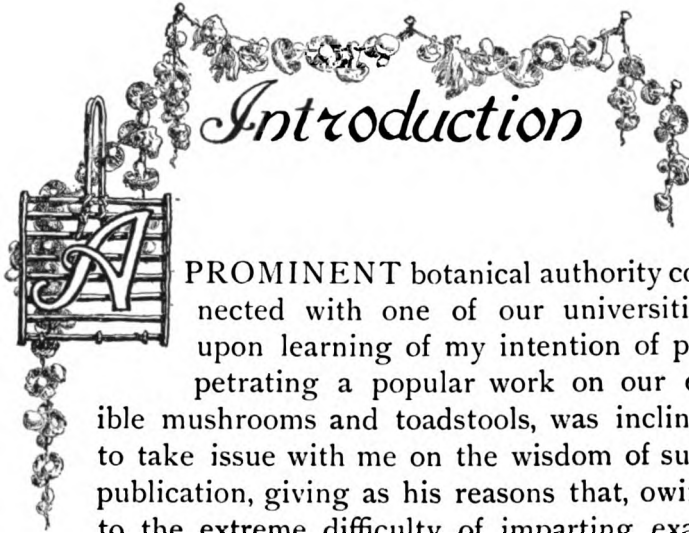 Introduction
A PROMINENT botanical authority co
nected with one of our universiti
upon learning of my intention of p
petrating a popular work on our e
ible mushrooms and toadstools, was inclin
to take issue with me on the wisdom of su
publication, giving as his reasons that, owi
to the extreme difficulty of imparting exa